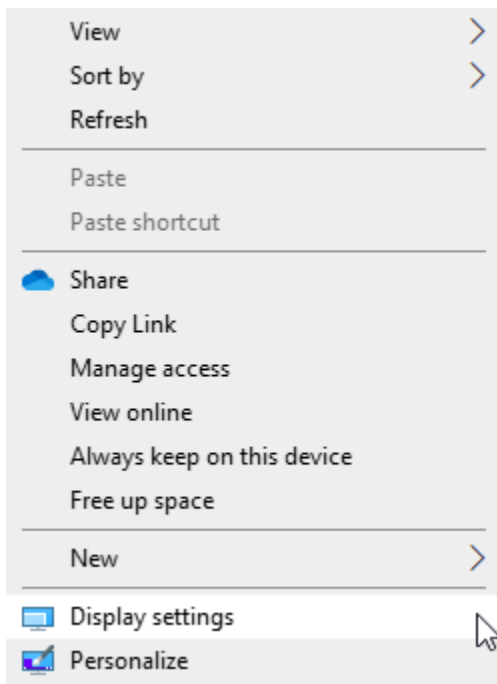 View
Sort by
Refresh
Paste
Paste shortcut
Share
Copy Link
Manage access
View online
Always keep on this device
Free up space
New
Display settings
Personalize